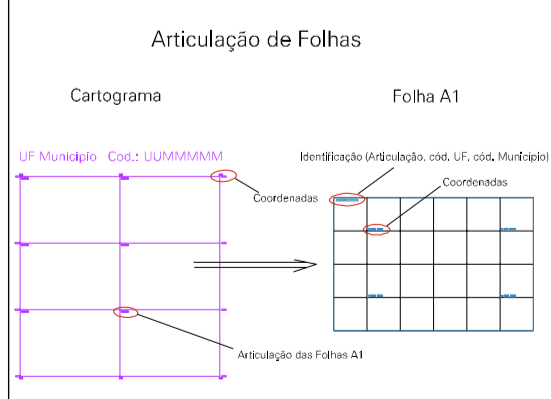 Articulação de Folhas
Cartograma
Folha A1
UF Municipio Cod.: UUMMMMM
Identificação (Articulação, cód. UF, cód. Município)
Coordenadas
Coordenadas
Articulação das Folhas A1